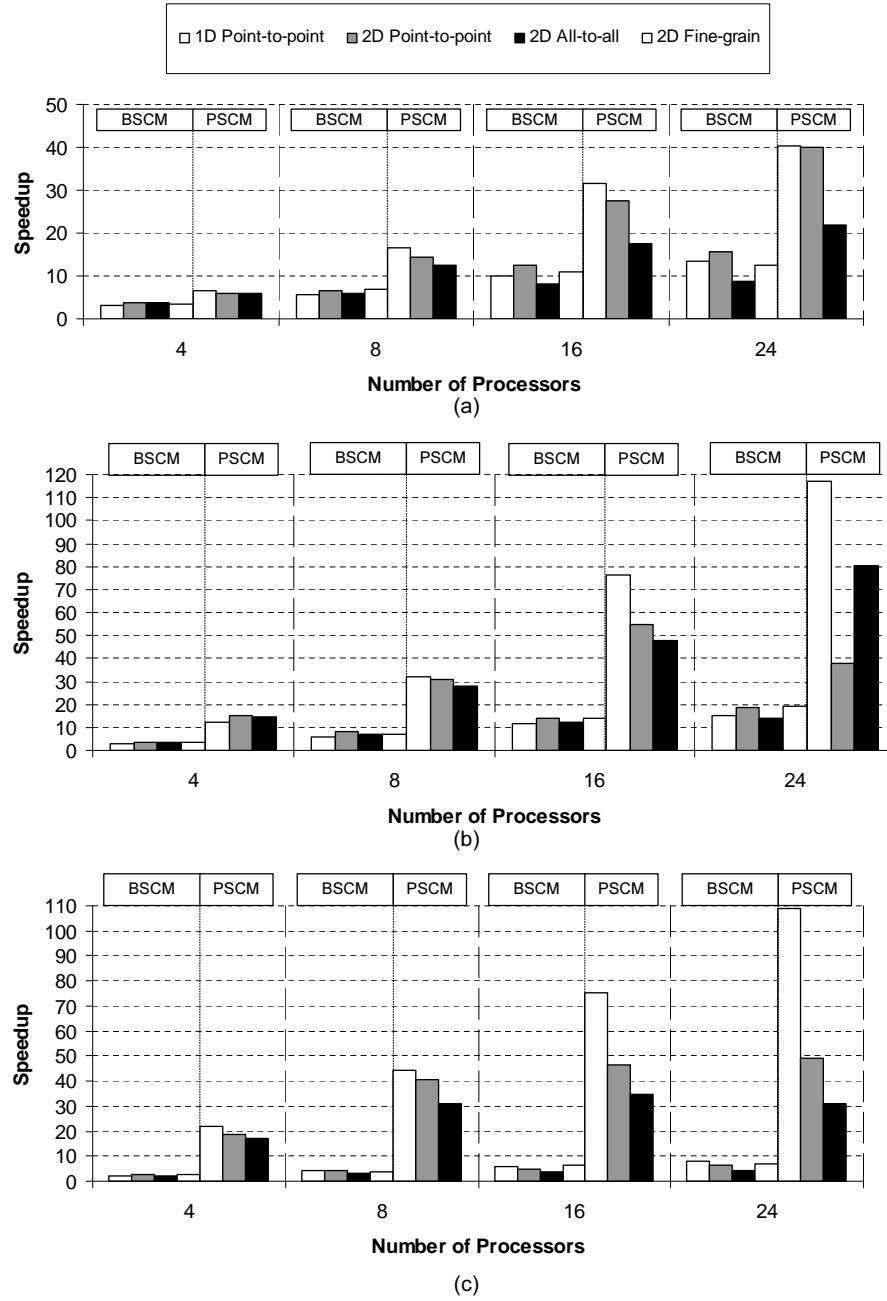 1D Point-to-point 2D Point-to-point 2D All-to-all 2D Fine-grain
50
BSCM PSCM BSCM PSCM BSCM PSCM BSCM PSCM
40
30
20
10
0
Speedup
4 8 16 24
Number of Processors
(a)
BSCM PSCM BSCM PSCM BSCM PSCM BSCM PSCM
120
110
100
90
80
70
60
50
40
30
20
10
0
Speedup
4 8 16 24
Number of Processors
(b)
BSCM PSCM BSCM PSCM BSCM PSCM BSCM PSCM
110
100
90
80
70
60
50
40
30
20
10
0
Speedup
4 8 16 24
Number of Processors
(c)